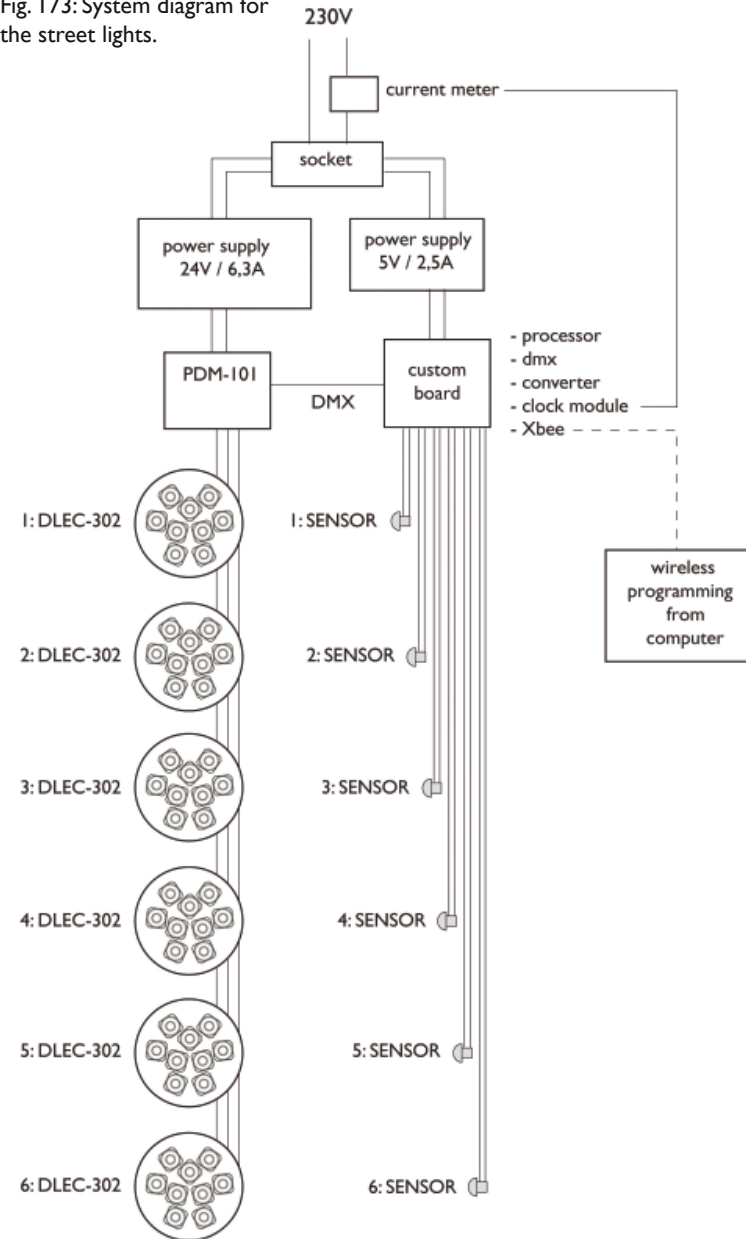 Fig. 173: System diagram for
the street lights.
230V
current meter
socket
power supply
24V / 6,3A
power supply
5V / 2,5A
PDM-101
DMX
custom
board
- processor
- dmx
- converter
- clock module
- Xbee
wireless
programming
from
computer
1: DLEC-302
1: SENSOR
2: DLEC-302
2: SENSOR
3: DLEC-302
3: SENSOR
4: DLEC-302
4: SENSOR
5: DLEC-302
5: SENSOR
6: DLEC-302
6: SENSOR